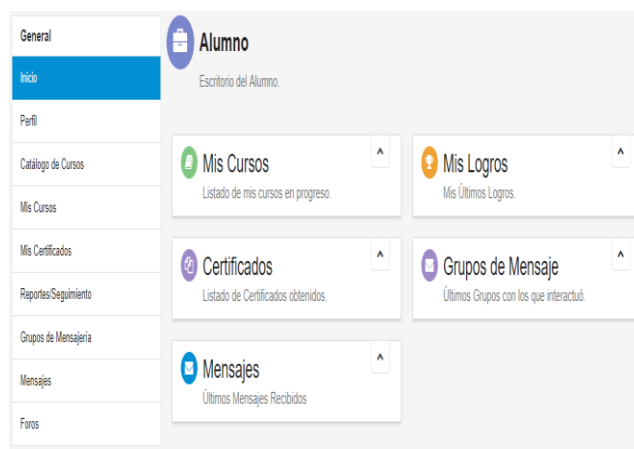 General
Inicio
Perfil
Catálogo de Cursos
Mis Cursos
Mis Certificados
Reportes/Seguimiento
Grupos de Mensajería
Mensajes
Foros
Alumno
Escritorio del Alumno.
Mis Cursos
Listado de mis cursos en progreso.
Mis Logros
Mis Últimos Logros.
Certificados
Listado de Certificados obtenidos.
Grupos de Mensaje
Últimos Grupos con los que interactuó.
Mensajes
Últimos Mensajes Recibidos